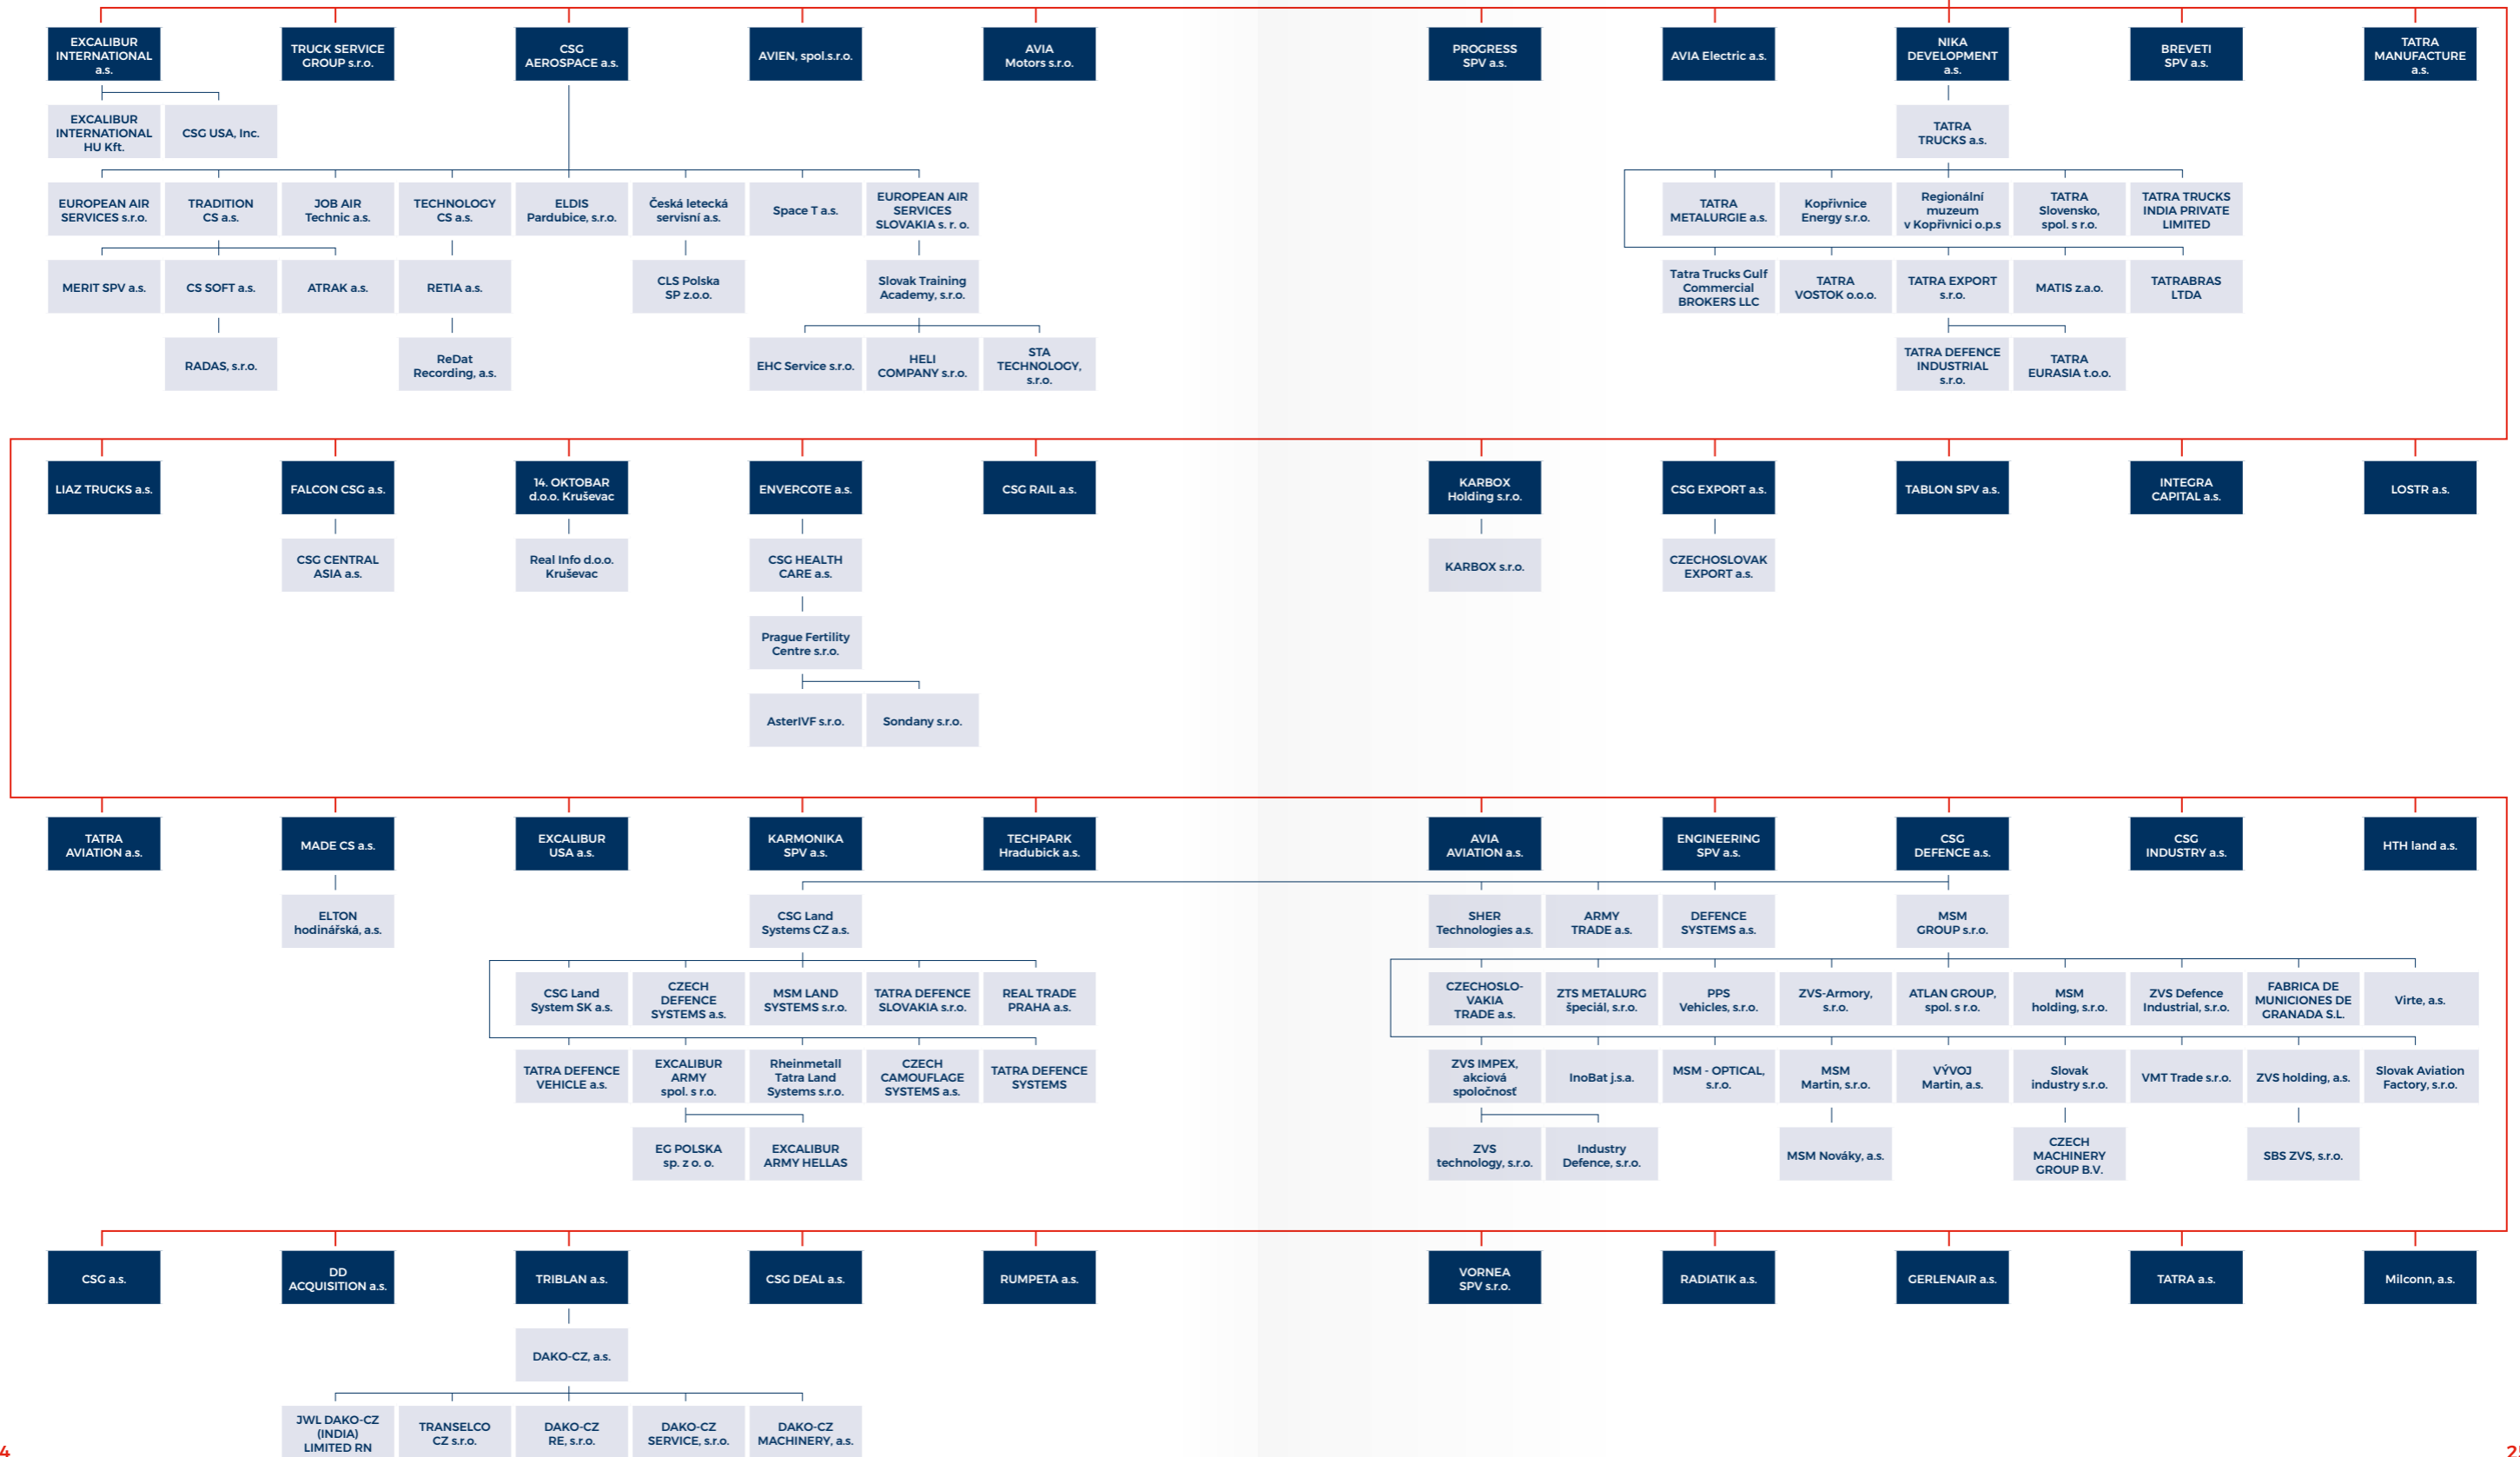 EXCALIBUR
INTERNATIONAL
a.s.
TRUCK SERVICE
GROUP s.r.o.
CSG
AEROSPACE a.s.
AVIEN, spol.s.r.o.
AVIA
Motors s.r.o.
PROGRESS
SPV a.s.
AVIA Electric a.s.
NIKA
DEVELOPMENT
a.s.
BREVETI
SPV a.s.
TATRA
MANUFACTURE
a.s.
EXCALIBUR
INTERNATIONAL
HU Kft.
CSG USA, Inc.
TATRA
TRUCKS a.s.
EUROPEAN AIR
SERVICES s.r.o.
TRADITION
CS a.s.
JOB AIR
Technic a.s.
TECHNOLOGY
CS a.s.
ELDIS
Pardubice, s.r.o.
Česká letecká
servisní a.s.
Space T a.s.
EUROPEAN AIR
SERVICES
SLOVAKIA s. r. o.
TATRA
METALURGIE a.s.
Kopřivnice
Energy s.r.o.
Regionální
muzeum
v Kopřivnici o.p.s
TATRA
Slovensko,
spol. s r.o.
TATRA TRUCKS
INDIA PRIVATE
LIMITED
MERIT SPV a.s.
CS SOFT a.s.
ATRAK a.s.
RETIA a.s.
CLS Polska
SP z.o.o.
Slovak Training
Academy, s.r.o.
Tatra Trucks Gulf
Commercial
BROKERS LLC
TATRA
VOSTOK o.o.o.
TATRA EXPORT
s.r.o.
MATIS z.a.o.
TATRABRAS
LTDA
RADAS, s.r.o.
ReDat
Recording, a.s.
EHC Service s.r.o.
HELI
COMPANY s.r.o.
STA
TECHNOLOGY,
s.r.o.
TATRA DEFENCE
INDUSTRIAL
s.r.o.
TATRA
EURASIA t.o.o.
LIAZ TRUCKS a.s.
FALCON CSG a.s.
14. OKTOBAR
d.o.o. Kruševac
ENVERCOTE a.s.
CSG RAIL a.s.
KARBOX
Holding s.r.o.
CSG EXPORT a.s.
TABLON SPV a.s.
INTEGRA
CAPITAL a.s.
LOSTR a.s.
CSG CENTRAL
ASIA a.s.
Real Info d.o.o.
Kruševac
CSG HEALTH
CARE a.s.
KARBOX s.r.o.
CZECHOSLOVAK
EXPORT a.s.
Prague Fertility
Centre s.r.o.
AsterIVF s.r.o.
Sondany s.r.o.
TATRA
AVIATION a.s.
MADE CS a.s.
EXCALIBUR
USA a.s.
KARMONIKA
SPV a.s.
TECHPARK
Hradubick a.s.
AVIA
AVIATION a.s.
ENGINEERING
SPV a.s.
CSG
DEFENCE a.s.
CSG
INDUSTRY a.s.
HTH land a.s.
ELTON
hodinářská, a.s.
CSG Land
Systems CZ a.s.
SHER
Technologies a.s.
ARMY
TRADE a.s.
DEFENCE
SYSTEMS a.s.
MSM
GROUP s.r.o.
CSG Land
System SK a.s.
CZECH
DEFENCE
SYSTEMS a.s.
MSM LAND
SYSTEMS s.r.o.
TATRA DEFENCE
SLOVAKIA s.r.o.
REAL TRADE
PRAHA a.s.
CZECHOSLO-
VAKIA
TRADE a.s.
ZTS METALURG
špeciál, s.r.o.
PPS
Vehicles, s.r.o.
ZVS-Armory,
s.r.o.
ATLAN GROUP,
spol. s r.o.
MSM
holding, s.r.o.
ZVS Defence
Industrial, s.r.o.
FABRICA DE
MUNICIONES DE
GRANADA S.L.
Virte, a.s.
TATRA DEFENCE
VEHICLE a.s.
EXCALIBUR
ARMY
spol. s r.o.
Rheinmetall
Tatra Land
Systems s.r.o.
CZECH
CAMOUFLAGE
SYSTEMS a.s.
TATRA DEFENCE
SYSTEMS
ZVS IMPEX,
akciová
spoločnosť
InoBat j.s.a.
MSM - OPTICAL,
s.r.o.
MSM
Martin, s.r.o.
VÝVOJ
Martin, a.s.
Slovak
industry s.r.o.
VMT Trade s.r.o.
ZVS holding, a.s.
Slovak Aviation
Factory, s.r.o.
EG POLSKA
sp. z o. o.
EXCALIBUR
ARMY HELLAS
ZVS
technology, s.r.o.
Industry
Defence, s.r.o.
MSM Nováky, a.s.
CZECH
MACHINERY
GROUP B.V.
SBS ZVS, s.r.o.
CSG a.s.
DD
ACQUISITION a.s.
TRIBLAN a.s.
CSG DEAL a.s.
RUMPETA a.s.
VORNEA
SPV s.r.o.
RADIATIK a.s.
GERLENAIR a.s.
TATRA a.s.
Milconn, a.s.
DAKO-CZ, a.s.
JWL DAKO-CZ
(INDIA)
LIMITED RN
TRANSELCO
CZ s.r.o.
DAKO-CZ
RE, s.r.o.
DAKO-CZ
SERVICE, s.r.o.
DAKO-CZ
MACHINERY, a.s.